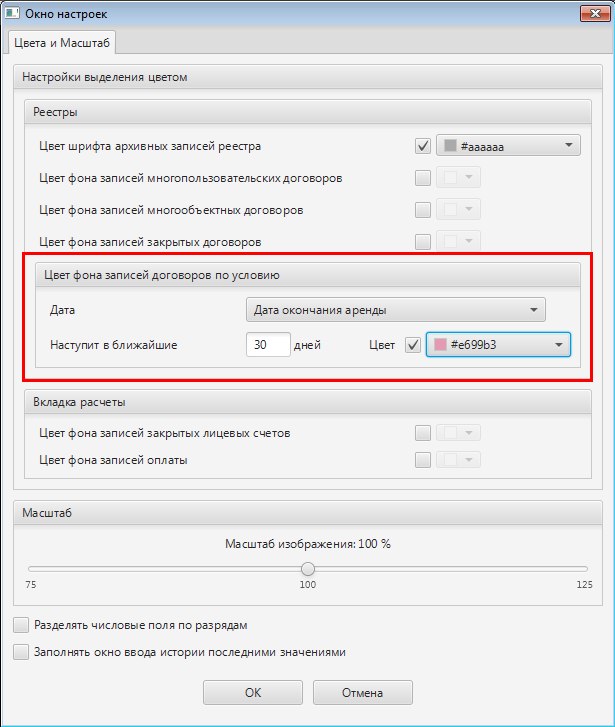 Окно настроек
Цвета и Масштаб
Настройки выделения цветом
Реестры
Цвет шрифта архивных записей реестра #aaaaaa
Цвет фона записей многопользовательских договоров
Цвет фона записей многообъектных договоров
Цвет фона записей закрытых договоров
Цвет фона записей договоров по условию
Дата Дата окончания аренды
Наступит в ближайшие 30 дней Цвет #e699b3
Вкладка расчеты
Цвет фона записей закрытых лицевых счетов
Цвет фона записей оплаты
Масштаб
Масштаб изображения: 100 %
75 100 125
Разделять числовые поля по разрядам
Заполнять окно ввода истории последними значениями
ОК Отмена